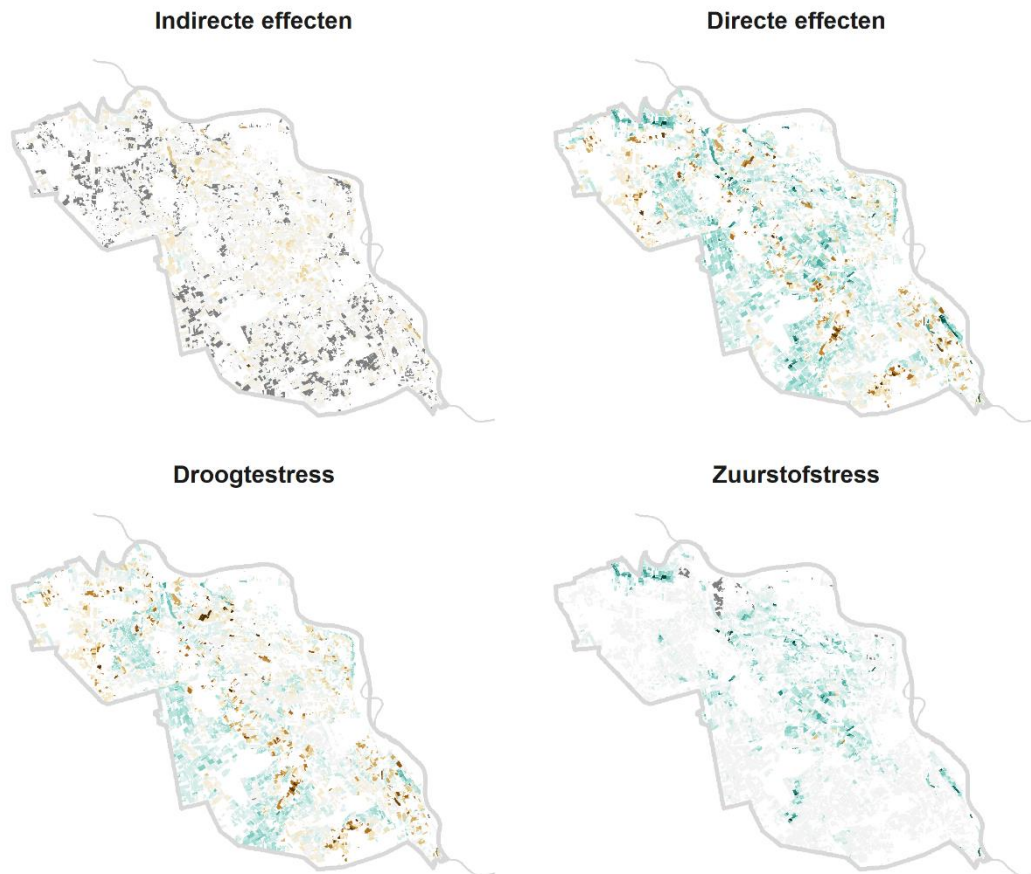 Indirecte effecten
Directe effecten
Droogtestress
Zuurstofstress